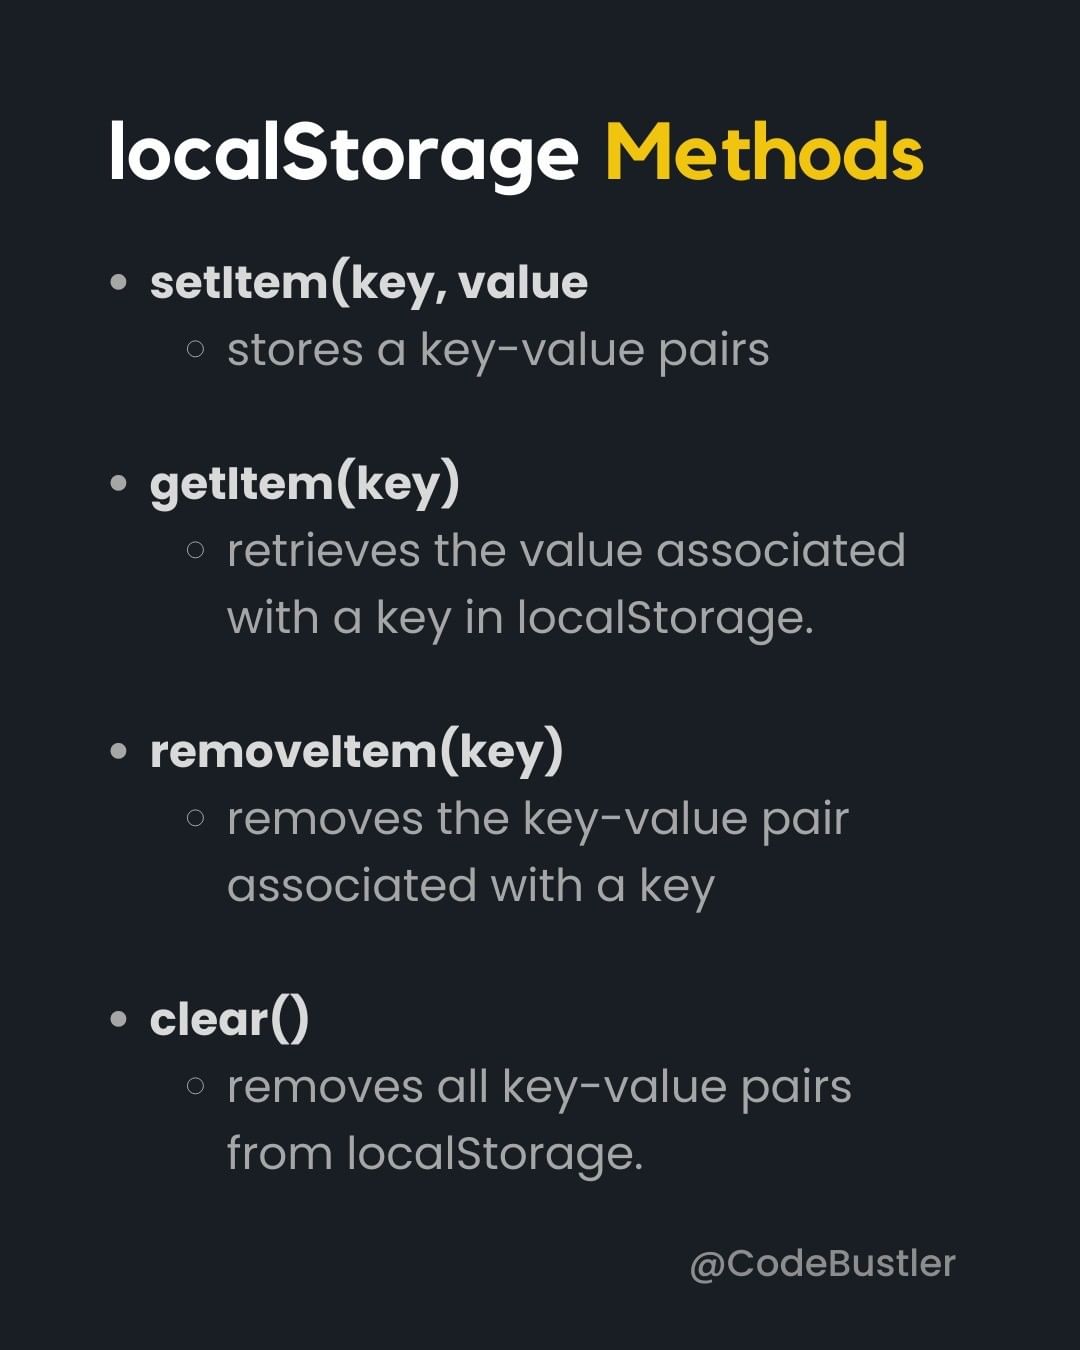 localStorage Methods
• setItem(key, value
○ stores a key-value pairs
• getItem(key)
○ retrieves the value associated
with a key in localStorage.
• removeItem(key)
○ removes the key-value pair
associated with a key
• clear()
○ removes all key-value pairs
from localStorage.
@CodeBustler